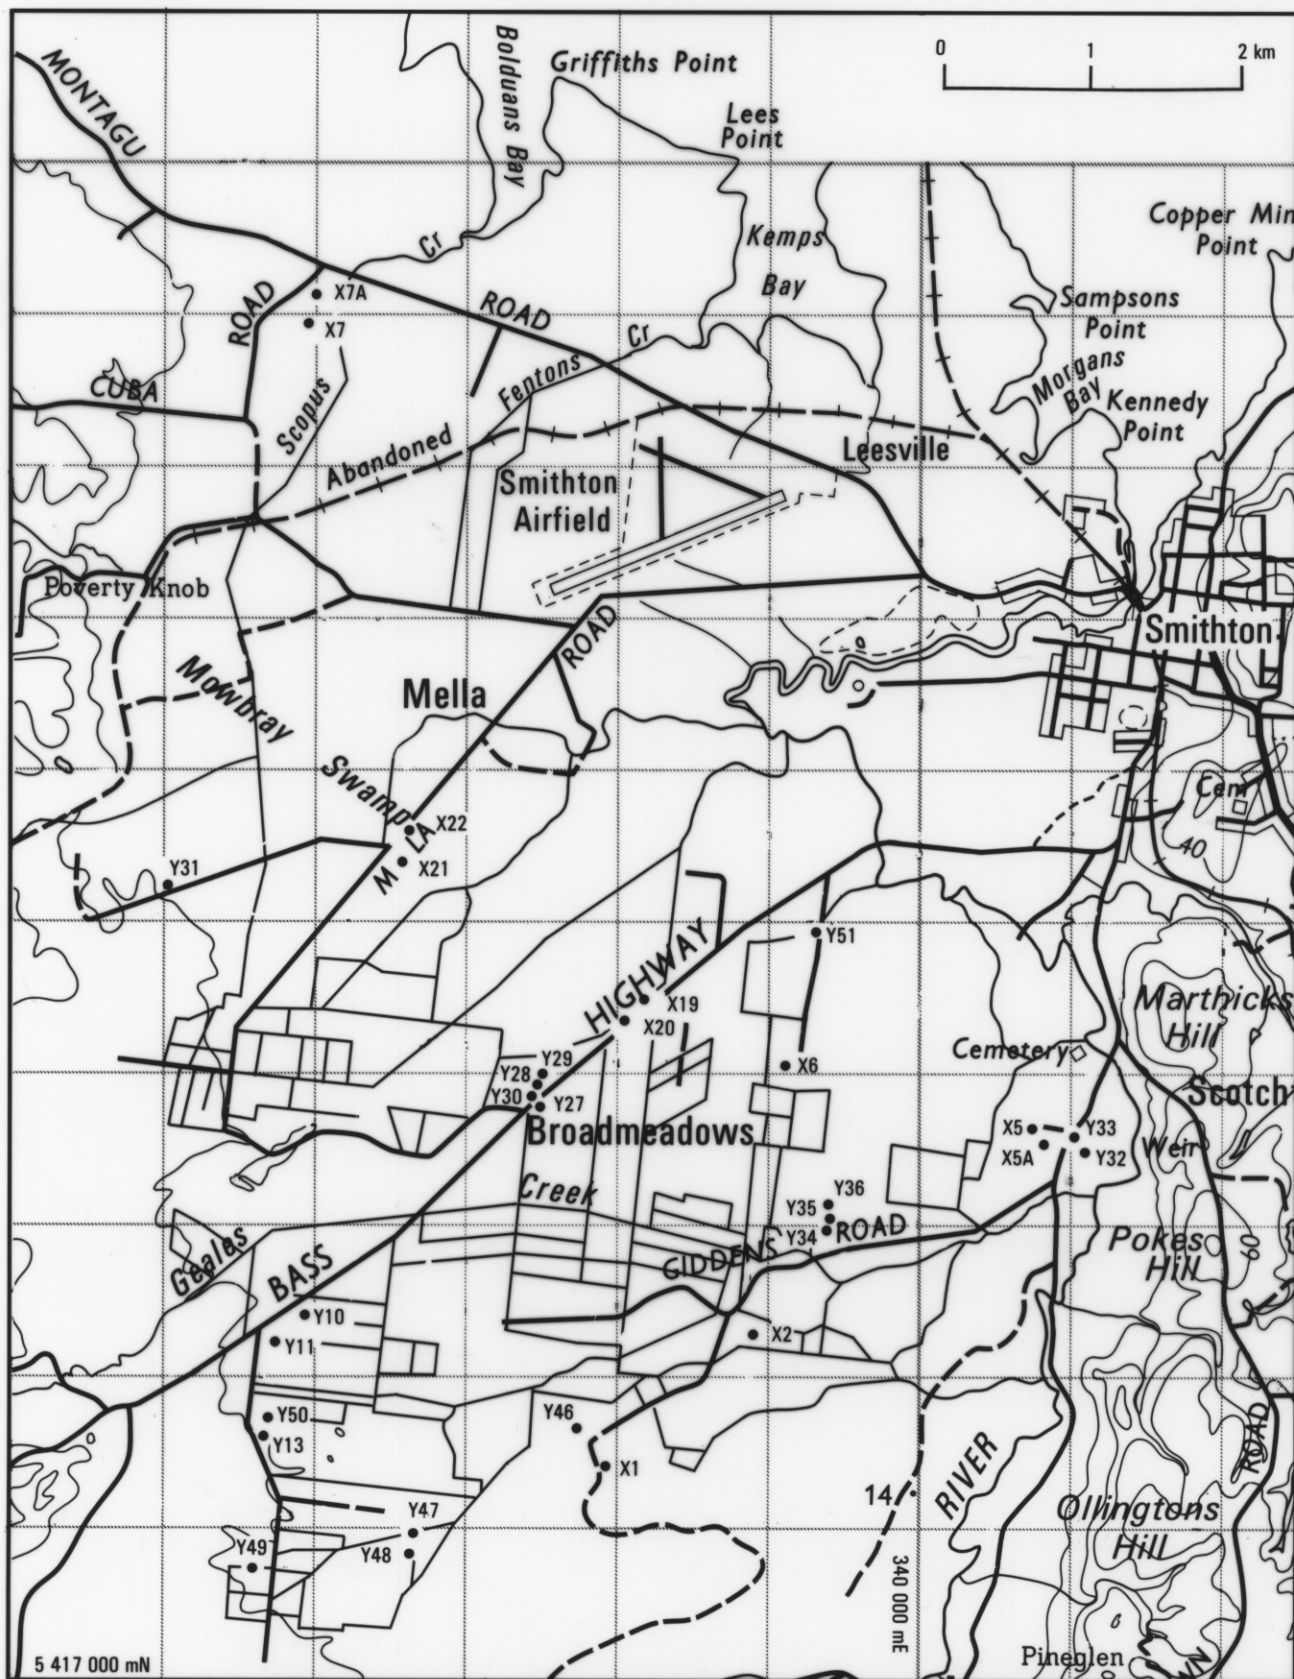 0 1 2 km
MONTAGU
Bolduans Bay
Griffiths Point
Lees
Point
Copper Min
Point
Kemps
Bay
Cr
X7A
ROAD
ROAD
X7
Cr
Sampsons
Point
CUBA
Scopus
Fentons
Morgans
Bay
Kennedy
Point
Abandoned
Leesville
Smithton
Airfield
Poverty Knob
Smithton
ROAD
Mowbray
Mella
Swamp
Cem
X22
M LA
X21
40
Y31
HIGHWAY
Y51
X19
X20
Marthicks
Hill
Cemetery
X6
Y29
Y28
Y30
Y27
Scotch
Broadmeadows
X5
Y33
X5A
Y32
Weir
Creek
Y36
Y35
Y34
ROAD
GIDDENS
Geales
BASS
Pokes
Hill
60
Y10
Y11
X2
Y50
Y13
Y46
X1
ROAD
14
RIVER
Ollingtons
Hill
Y47
Y48
Y49
340 000 mE
5 417 000 mN
Pineglen